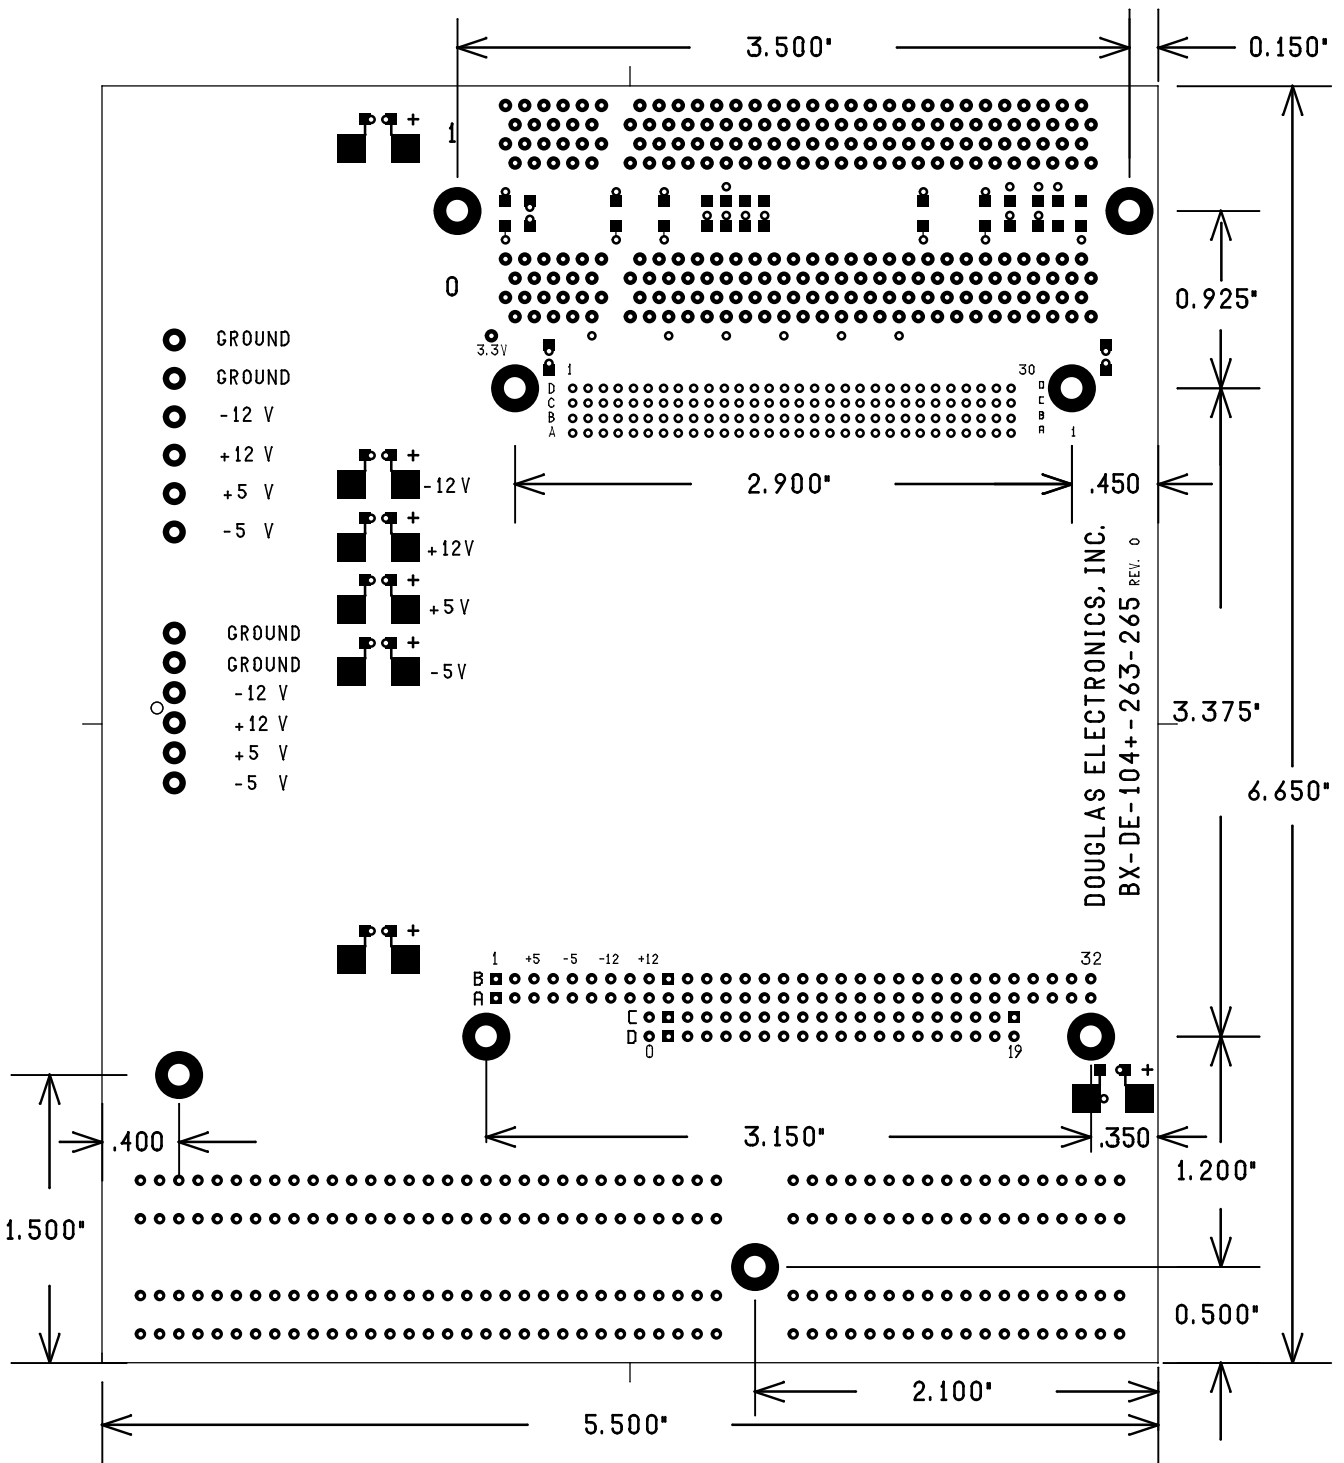 3.500"
0.150"
1
0
0.925"
GROUND
GROUND
-12 V
+12 V
+5 V
-5 V
3.3V
1
30
D
C
B
A
D
C
B
A
1
2.900"
.450
+
-12V
+
+12V
+
+5V
+
-5V
+
+
+
GROUND
GROUND
-12 V
+12 V
+5 V
-5 V
DOUGLAS ELECTRONICS, INC.
BX-DE-104+-263-265 REV. 0
3.375"
6.650"
1 +5 -5 -12 +12 32
B
A
C
D
0
19
.400
3.150"
.350
1.200"
1.500"
0.500"
2.100"
5.500"